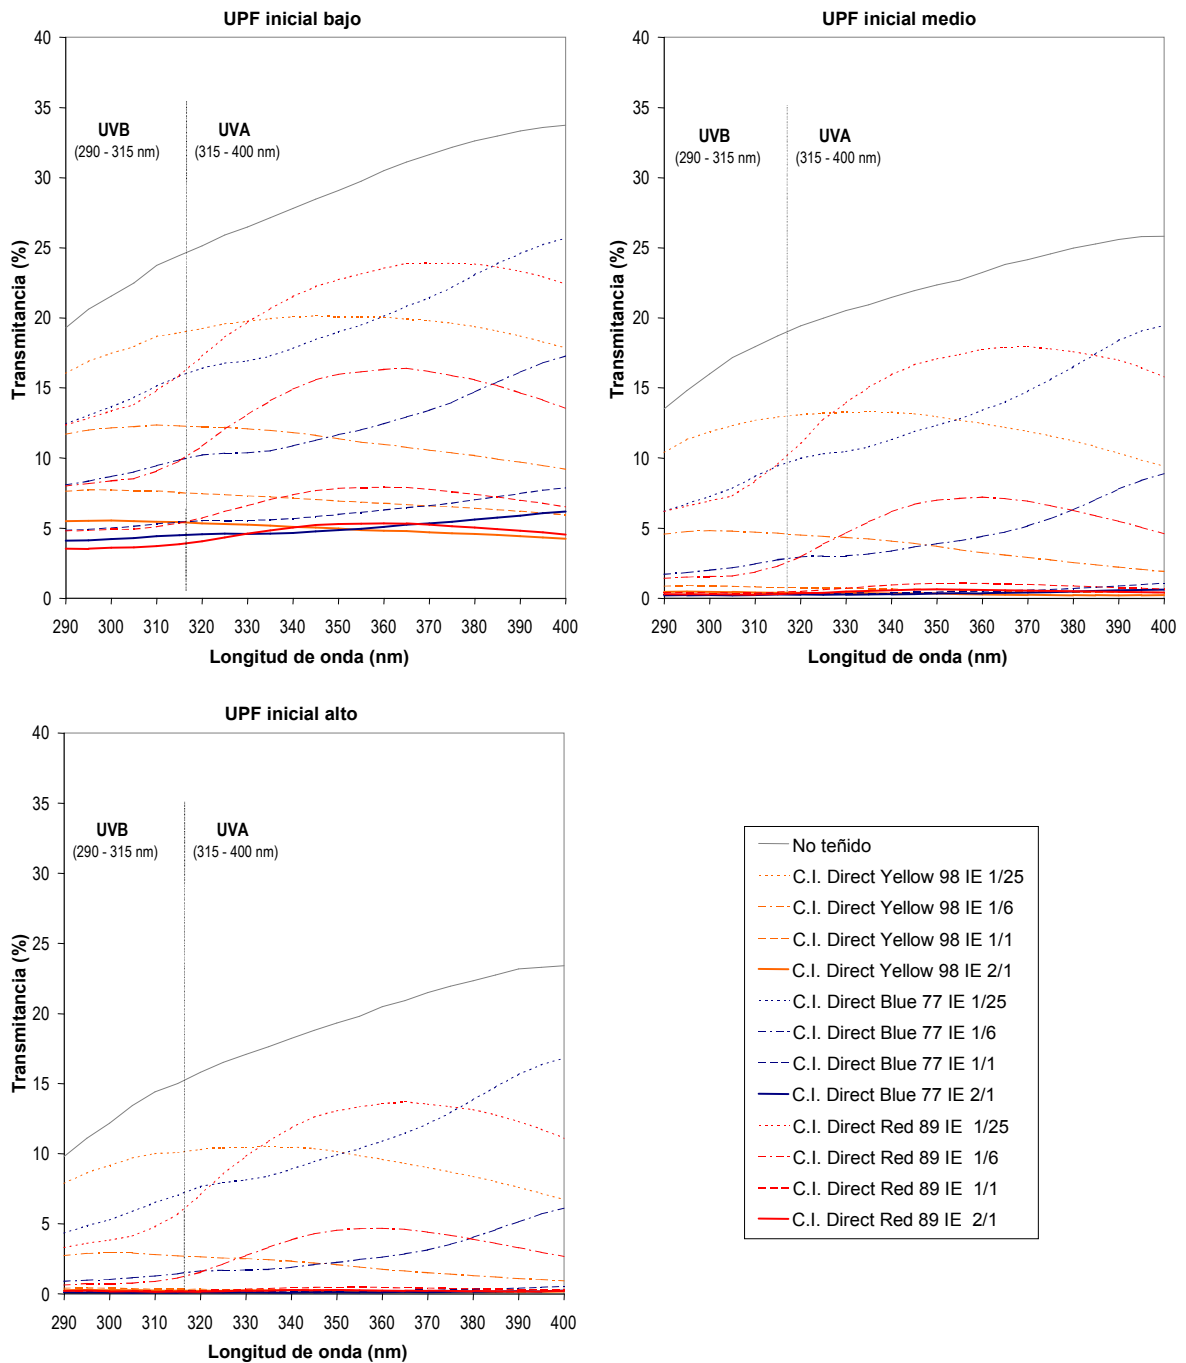 UPF inicial bajo
40
35
30
25
20
15
10
5
0
Transmitancia (%)
UVB
(290 - 315 nm)
UVA
(315 - 400 nm)
290 300 310 320 330 340 350 360 370 380 390 400
Longitud de onda (nm)
UPF inicial medio
40
35
30
25
20
15
10
5
0
Transmitancia (%)
UVB
(290 - 315 nm)
UVA
(315 - 400 nm)
290 300 310 320 330 340 350 360 370 380 390 400
Longitud de onda (nm)
UPF inicial alto
40
35
30
25
20
15
10
5
0
Transmitancia (%)
UVB
(290 - 315 nm)
UVA
(315 - 400 nm)
290 300 310 320 330 340 350 360 370 380 390 400
Longitud de onda (nm)
No teñido
C.I. Direct Yellow 98 IE 1/25
C.I. Direct Yellow 98 IE 1/6
C.I. Direct Yellow 98 IE 1/1
C.I. Direct Yellow 98 IE 2/1
C.I. Direct Blue 77 IE 1/25
C.I. Direct Blue 77 IE 1/6
C.I. Direct Blue 77 IE 1/1
C.I. Direct Blue 77 IE 2/1
C.I. Direct Red 89 IE 1/25
C.I. Direct Red 89 IE 1/6
C.I. Direct Red 89 IE 1/1
C.I. Direct Red 89 IE 2/1